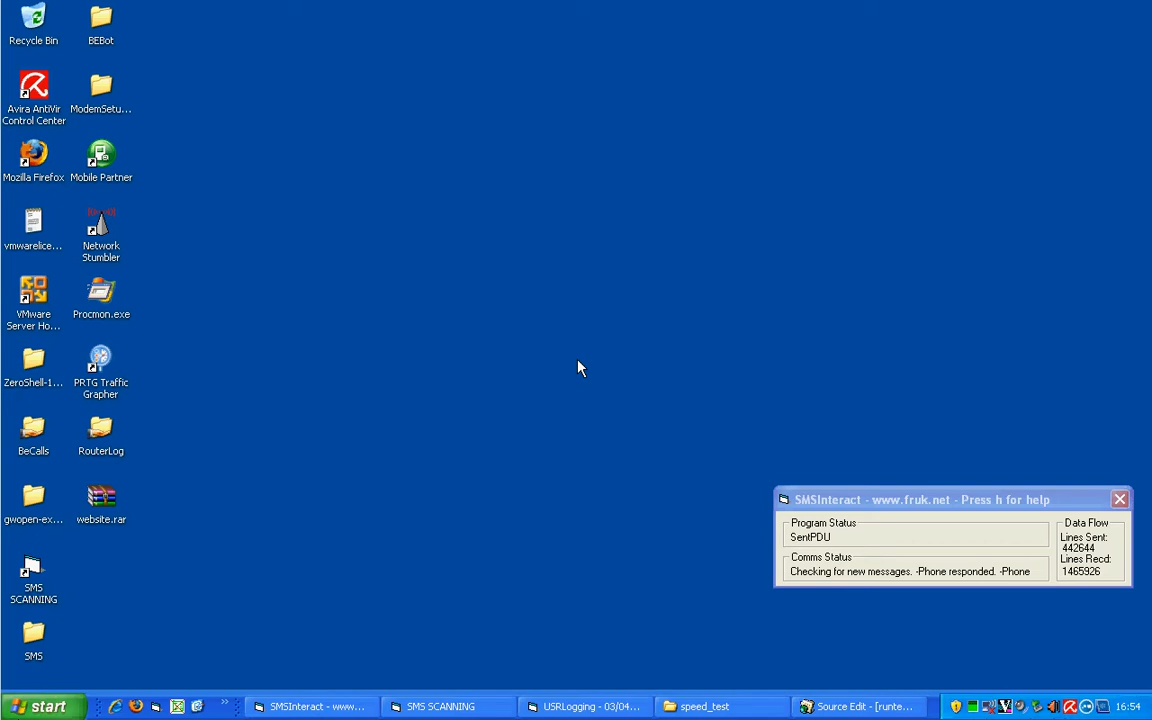 Recycle Bin
BEBot
Avira AntiVir
Control Center
ModemSetu...
Mozilla Firefox
Mobile Partner
vmwarelice...
Network
Stumbler
VMware
Server Ho...
Procmon.exe
ZeroShell-1...
PRTG Traffic
Grapher
BeCalls
RouterLog
gwopen-ex...
website.rar
SMS
SCANNING
SMS
SMSInteract - www.fruk.net - Press h for help
Program Status
SentPDU
Comms Status
Checking for new messages. -Phone responded. -Phone
Data Flow
Lines Sent:
442644
Lines Recd:
1465926
start
SMSInteract - www...
SMS SCANNING
USRLogging - 03/04...
speed_test
Source Edit - [runte...
16:54